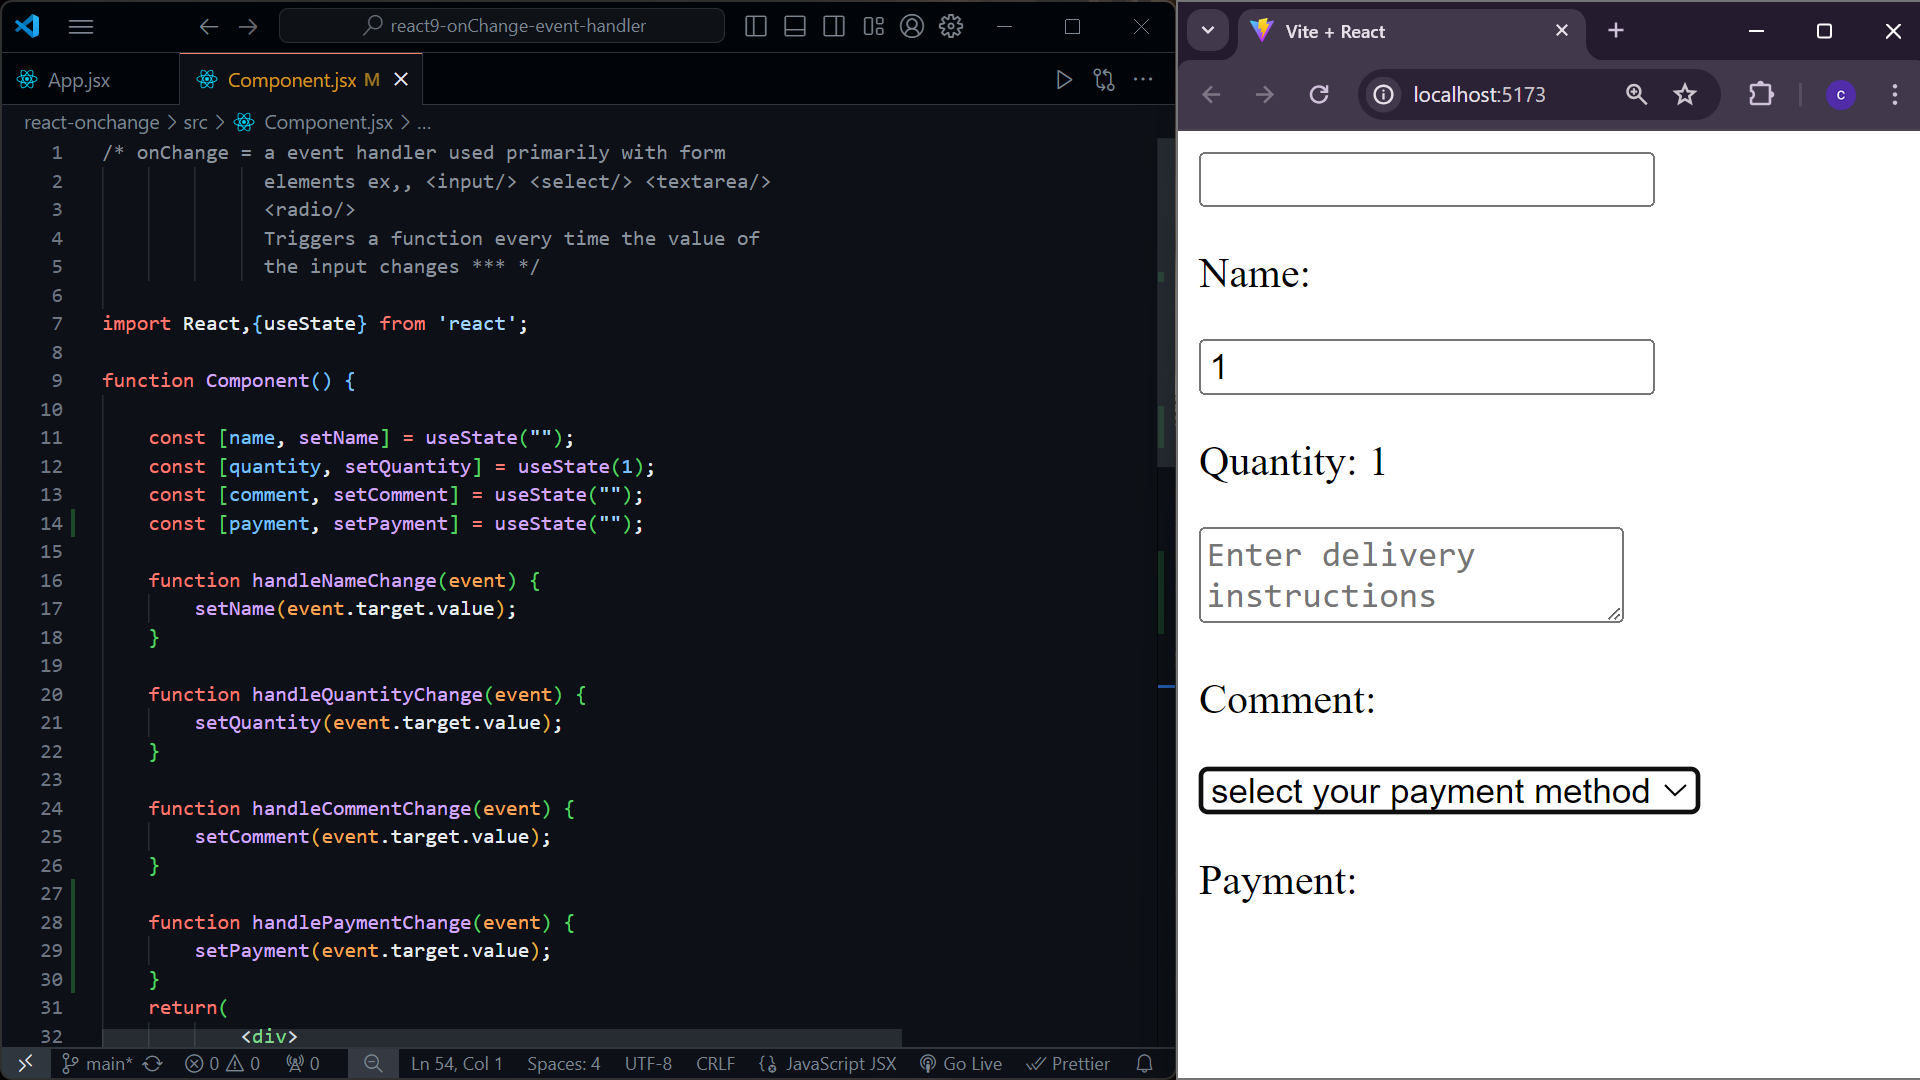 react9-onChange-event-handler
App.jsx
Component.jsx M
react-onchange > src > Component.jsx > ...
1 /* onChange = a event handler used primarily with form
2 elements ex,, <input/> <select/> <textarea/>
3 <radio/>
4 Triggers a function every time the value of
5 the input changes *** */
6
7 import React,{useState} from 'react';
8
9 function Component() {
10
11 const [name, setName] = useState("");
12 const [quantity, setQuantity] = useState(1);
13 const [comment, setComment] = useState("");
14 const [payment, setPayment] = useState("");
15
16 function handleNameChange(event) {
17 setName(event.target.value);
18 }
19
20 function handleQuantityChange(event) {
21 setQuantity(event.target.value);
22 }
23
24 function handleCommentChange(event) {
25 setComment(event.target.value);
26 }
27
28 function handlePaymentChange(event) {
29 setPayment(event.target.value);
30 }
31 return(
32 <div>
main* 0 0 0 Ln 54, Col 1 Spaces: 4 UTF-8 CRLF {} JavaScript JSX Go Live Prettier
Vite + React
localhost:5173
c
Name:
1
Quantity: 1
Enter delivery
instructions
Comment:
select your payment method
Payment: